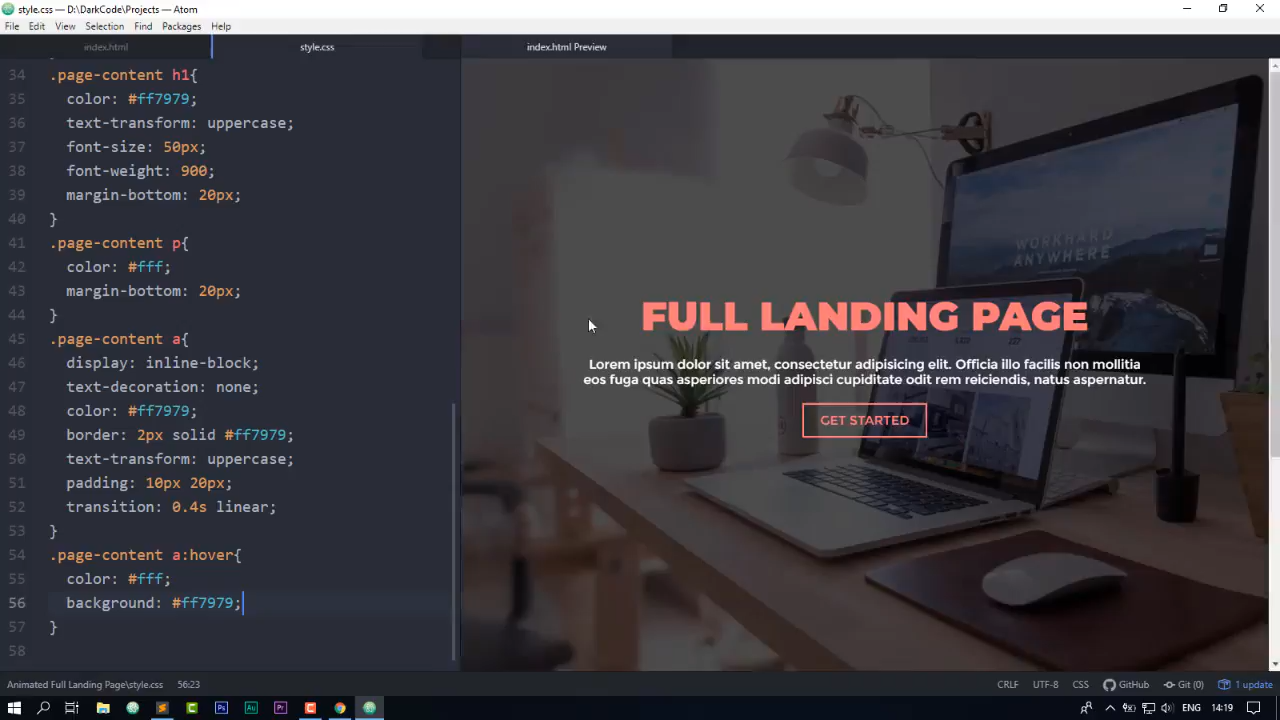 style.css — D:\DarkCode\Projects — Atom
File Edit View Selection Find Packages Help
index.html
style.css
index.html Preview
34 .page-content h1{
35 color: #ff7979;
36 text-transform: uppercase;
37 font-size: 50px;
38 font-weight: 900;
39 margin-bottom: 20px;
40 }
41 .page-content p{
42 color: #fff;
43 margin-bottom: 20px;
44 }
45 .page-content a{
46 display: inline-block;
47 text-decoration: none;
48 color: #ff7979;
49 border: 2px solid #ff7979;
50 text-transform: uppercase;
51 padding: 10px 20px;
52 transition: 0.4s linear;
53 }
54 .page-content a:hover{
55 color: #fff;
56 background: #ff7979;
57 }
58
WORKHARD
ANYWHERE
FULL LANDING PAGE
Lorem ipsum dolor sit amet, consectetur adipisicing elit. Officia illo facilis non mollitia
eos fuga quas asperiores modi adipisci cupiditate odit rem reiciendis, natus aspernatur.
GET STARTED
Animated Full Landing Page\style.css 56:23
CRLF UTF-8 CSS GitHub Git (0) 1 update
Ps Au Pr
ENG 14:19